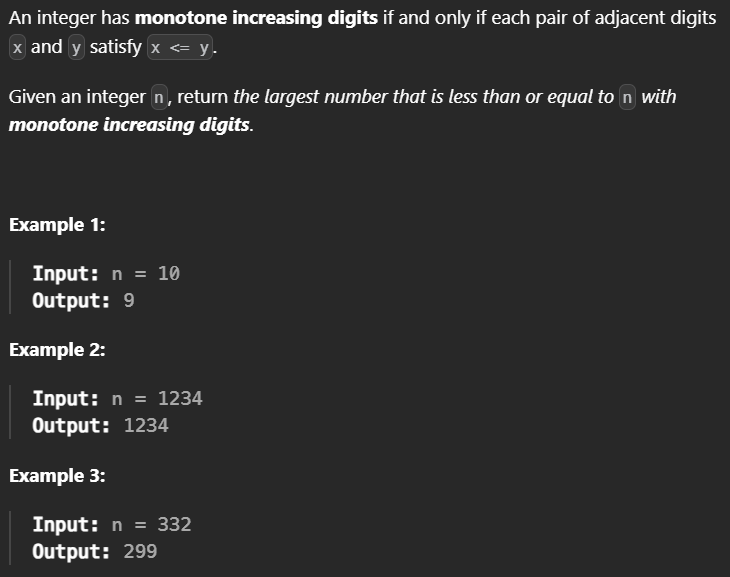 An integer has monotone increasing digits if and only if each pair of adjacent digits
x and y satisfy x <= y.
Given an integer n, return the largest number that is less than or equal to n with
monotone increasing digits.
Example 1:
Input: n = 10
Output: 9
Example 2:
Input: n = 1234
Output: 1234
Example 3:
Input: n = 332
Output: 299